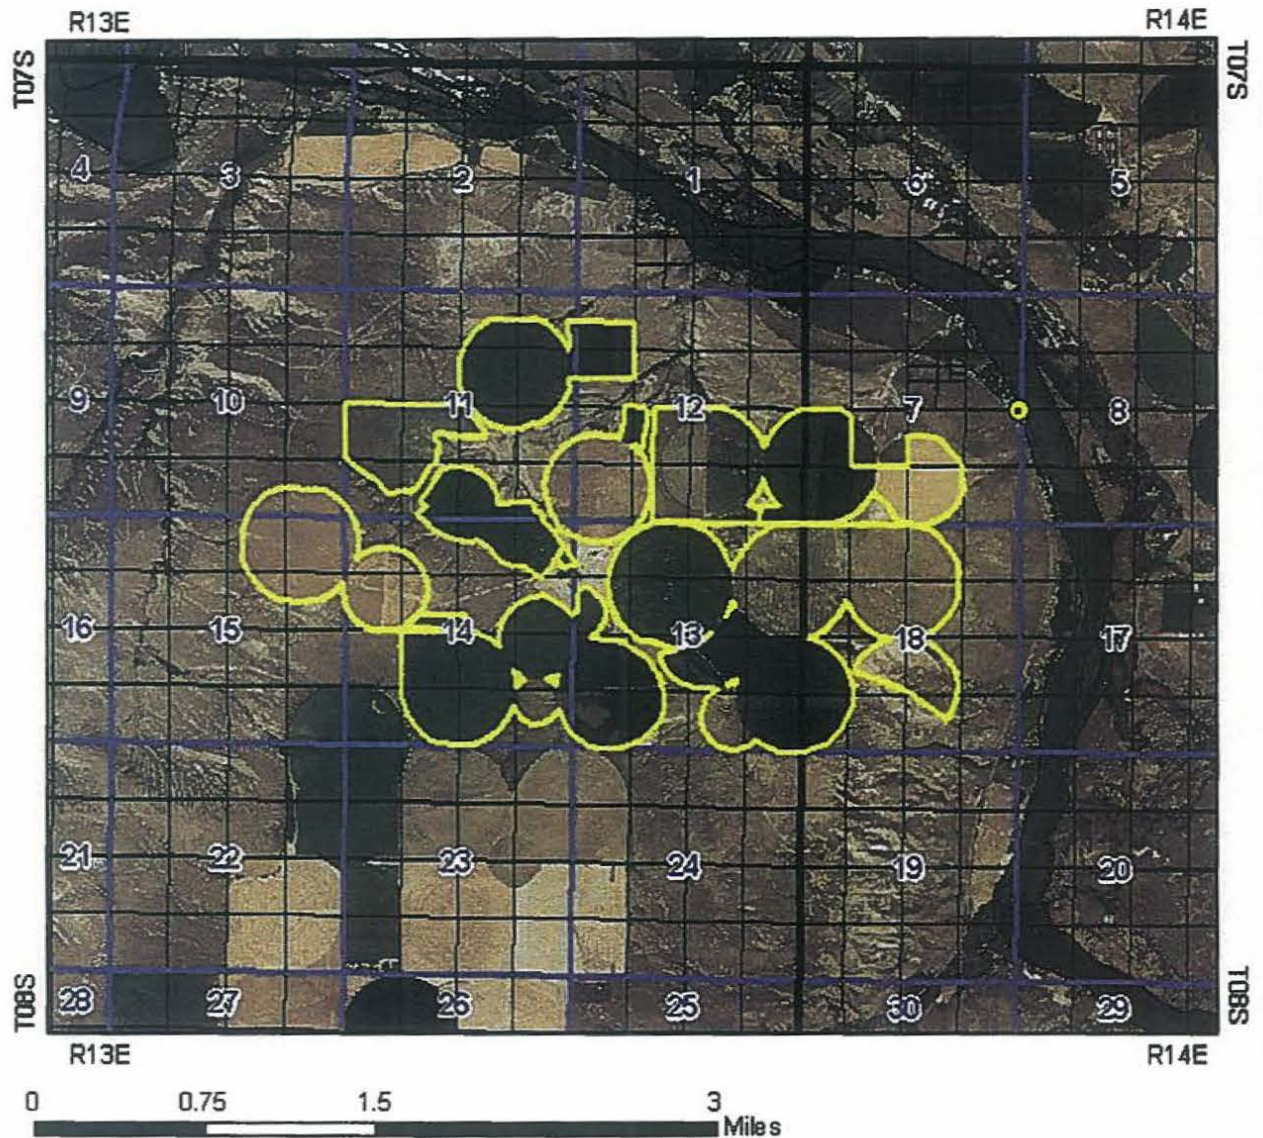 R13E R14E
T07S T07S
4 3 2 1 6 5
9 10 11 12 7 8
16 15 14 13 18 17
21 22 23 24 19 20
28 27 26 25 30 29
T08S T08S
R13E R14E
0 0.75 1.5 3
Miles